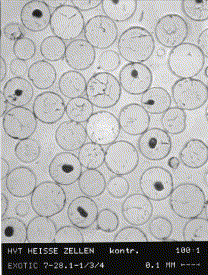 HVT HEISSE ZELLEN kontr. 100:1
EXOTIC 7-28.1-1/3/4 0.1 MM